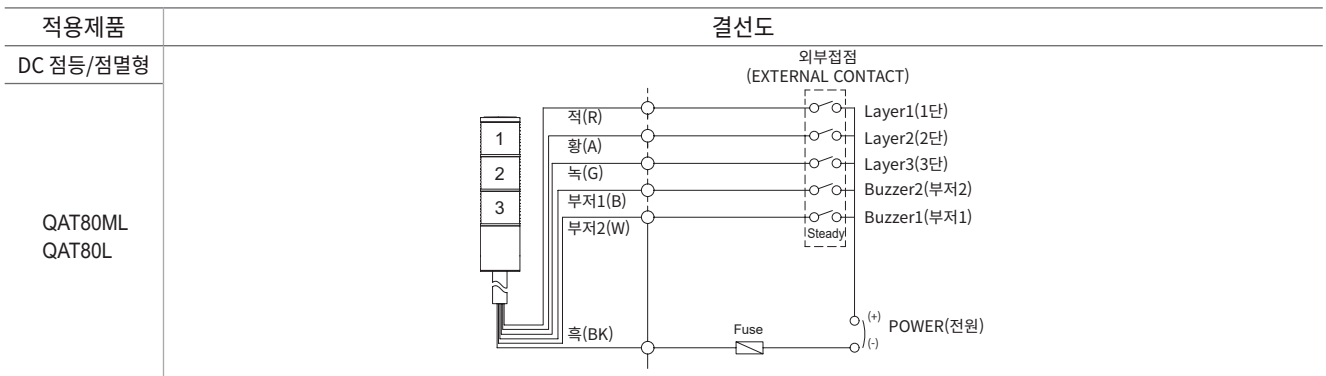 적용제품
결선도
DC 점등/점멸형
외부접점
(EXTERNAL CONTACT)
적(R)
Layer1(1단)
황(A)
Layer2(2단)
녹(G)
Layer3(3단)
부저1(B)
Buzzer2(부저2)
부저2(W)
Buzzer1(부저1)
Steady
1
2
3
QAT80ML
QAT80L
흑(BK)
Fuse
(+)
POWER(전원)
(-)